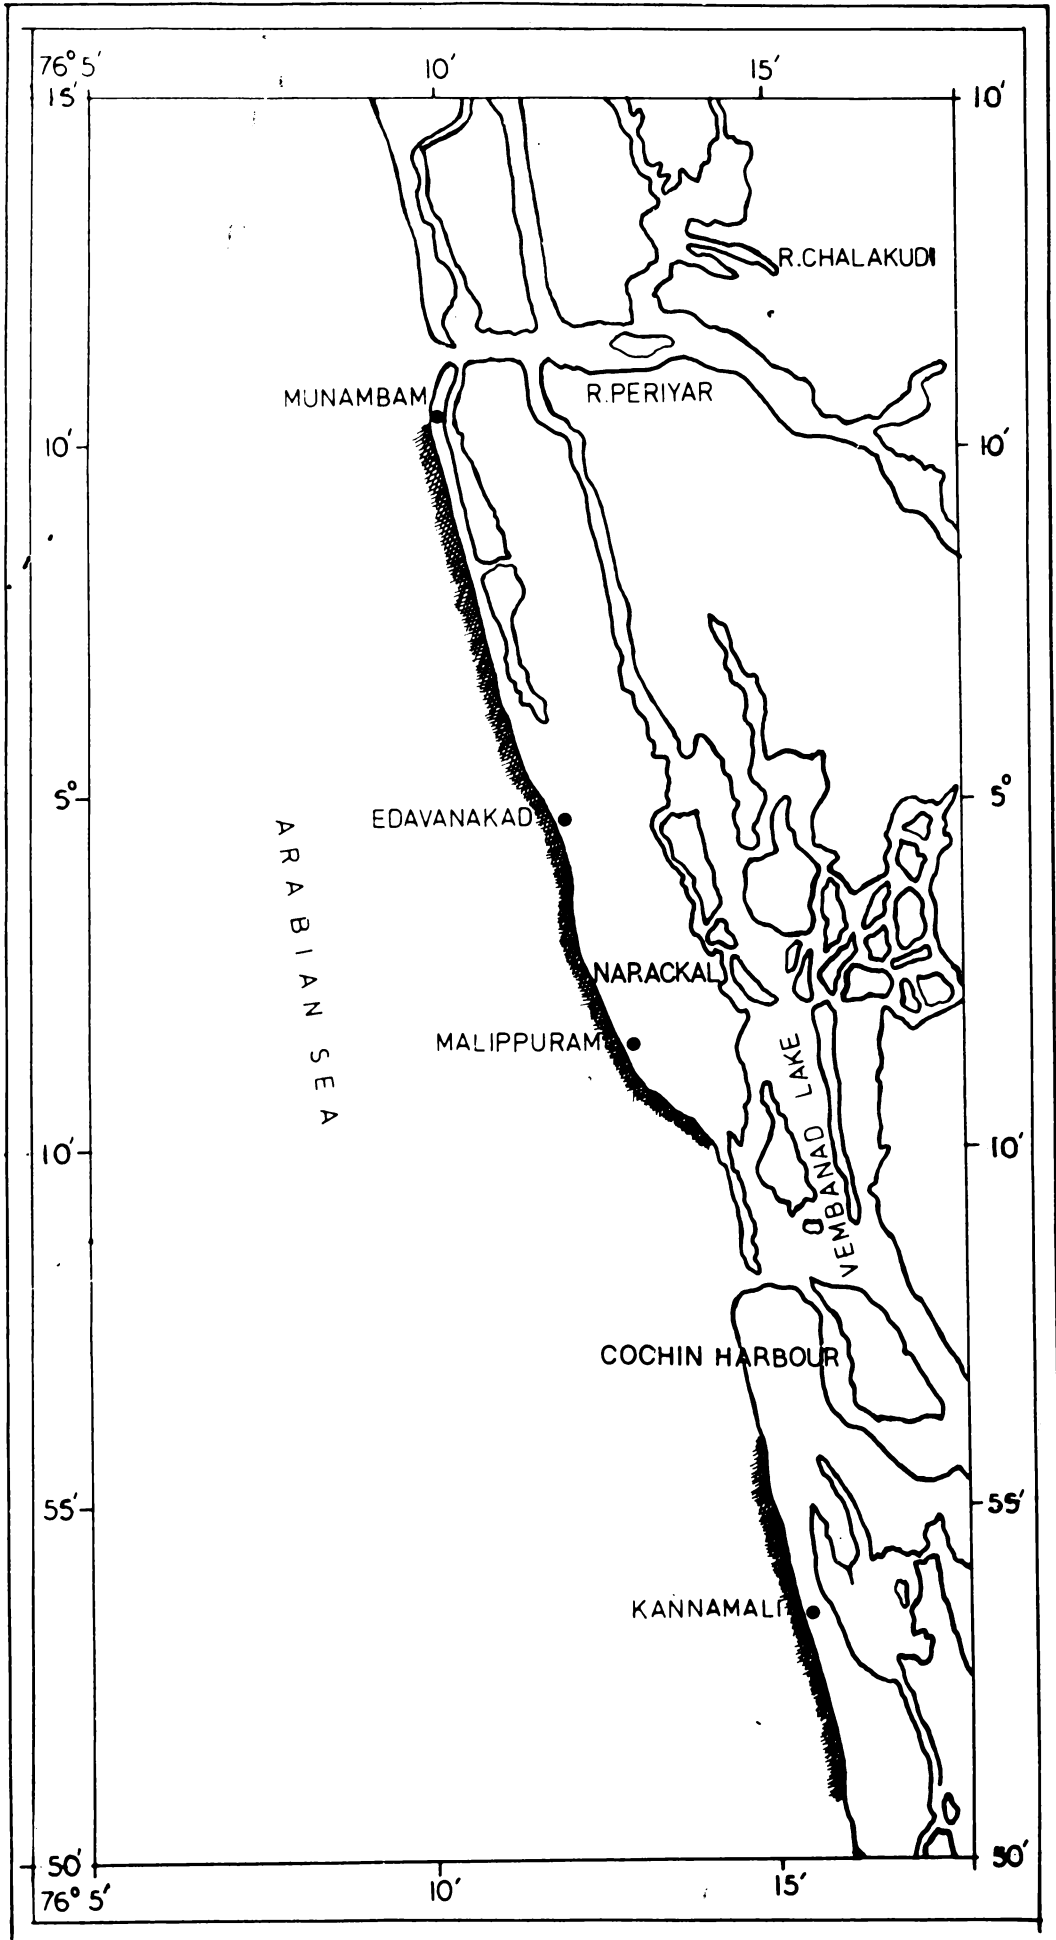 76° 5′
10′
15′
15′
10′
R.CHALAKUDI
MUNAMBAM
R.PERIYAR
10′
10′
5°
5°
EDAVANAKAD
ARABIAN SEA
NARACKAL
MALIPPURAM
VEMBANAD LAKE
10′
10′
COCHIN HARBOUR
55′
55′
KANNAMALI
50′
50′
76° 5′
10′
15′